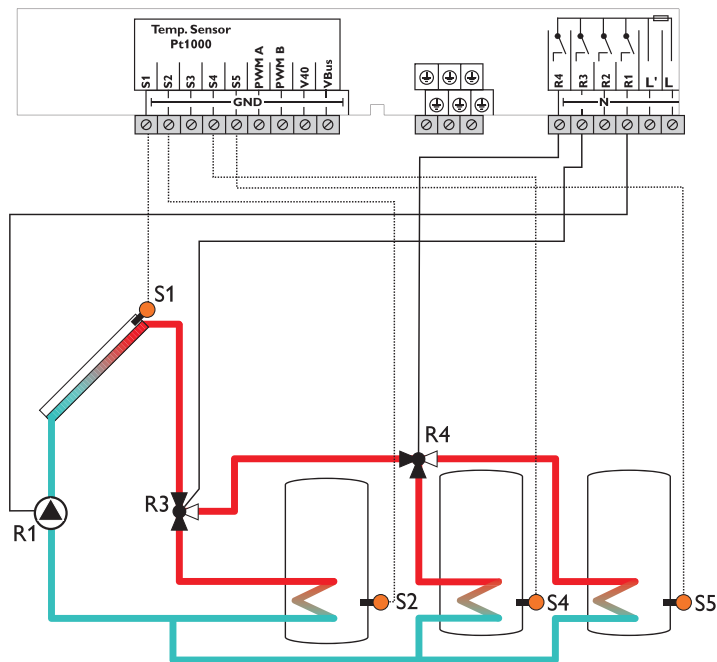 Temp. Sensor
Pt1000
S1 S2 S3 S4 S5 PWM A PWM B V40 VBus
GND
R4 R3 R2 R1 L' L
N
S1
R4
R3
R1
S2
S4
S5